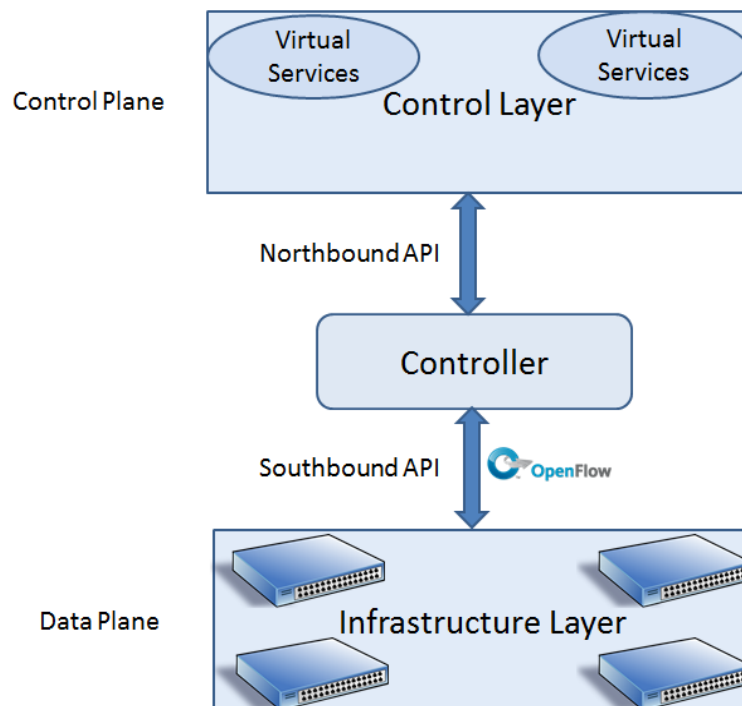 Virtual
Services
Virtual
Services
Control Plane
Control Layer
Northbound API
Controller
Southbound API
OpenFlow
Data Plane
Infrastructure Layer